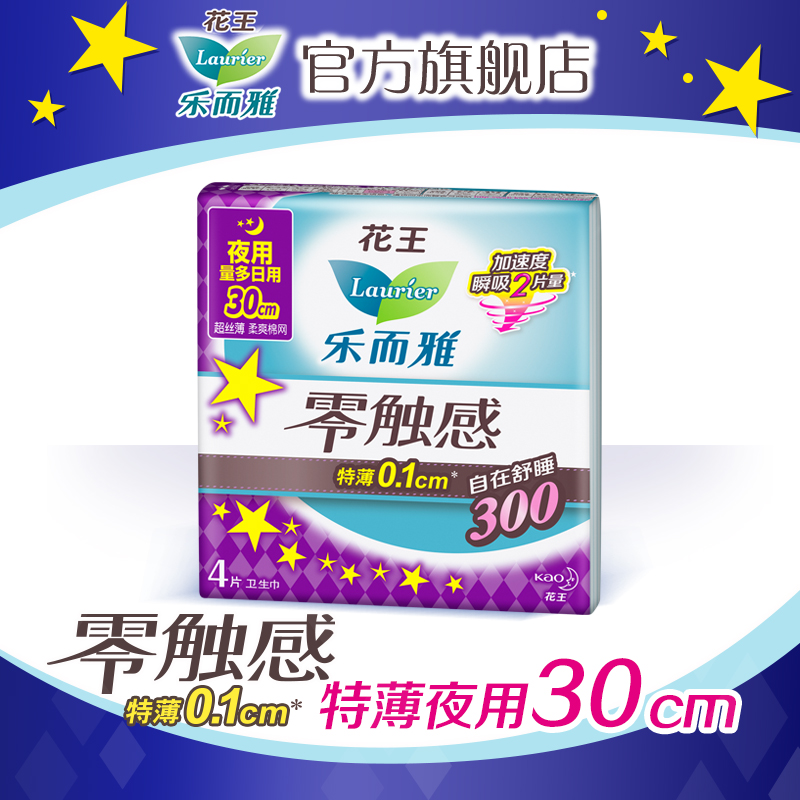 花王
Laurier
乐而雅
官方旗舰店
夜用
量多日用
30cm
超丝薄 柔爽棉网
花王
Laurier
乐而雅
加速度
瞬吸2片量*
零触感
特薄0.1cm*
自在舒睡
300
4片 卫生巾
Kao
花王
零触感
特薄0.1cm*
特薄夜用30cm